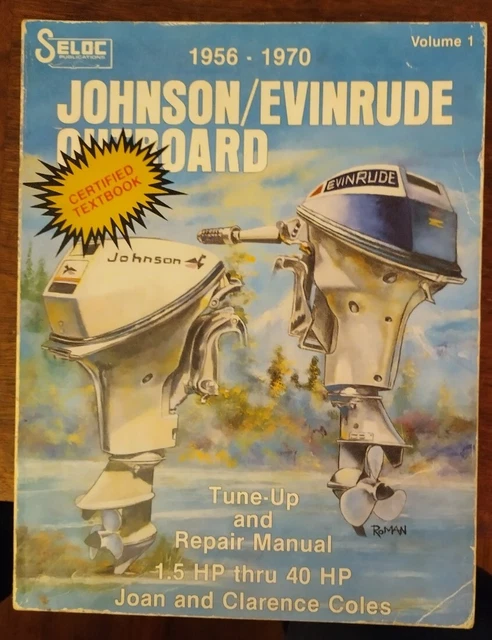 SELOC
PUBLICATIONS
Volume 1
1956 - 1970
JOHNSON/EVINRUDE
OUTBOARD
CERTIFIED
TEXTBOOK
EVINRUDE
Johnson
Tune-Up
and
Repair Manual
ROMAN
1.5 HP thru 40 HP
Joan and Clarence Coles